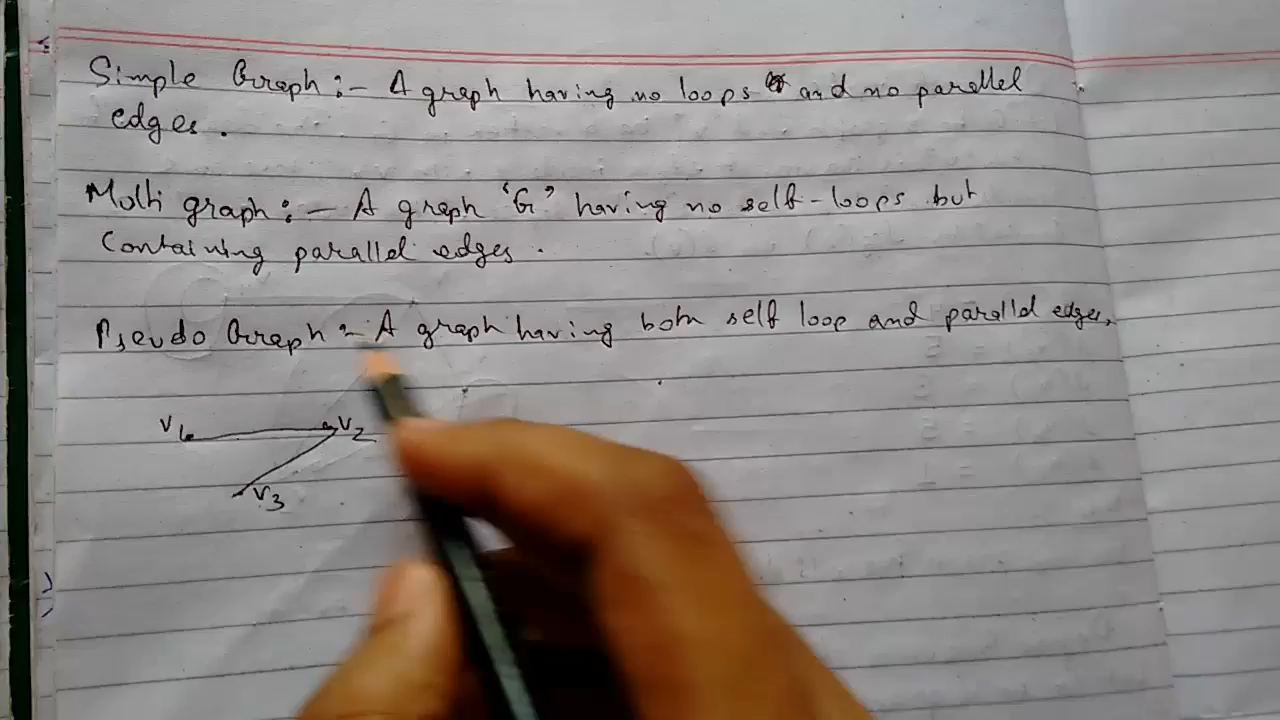 Simple Graph :- A graph having no loops and no parallel
edges.
Multi graph :- A graph 'G' having no self-loops but
Containing parallel edges.
Pseudo Graph :- A graph having both self loop and parallel edges.
V1 V2
V3